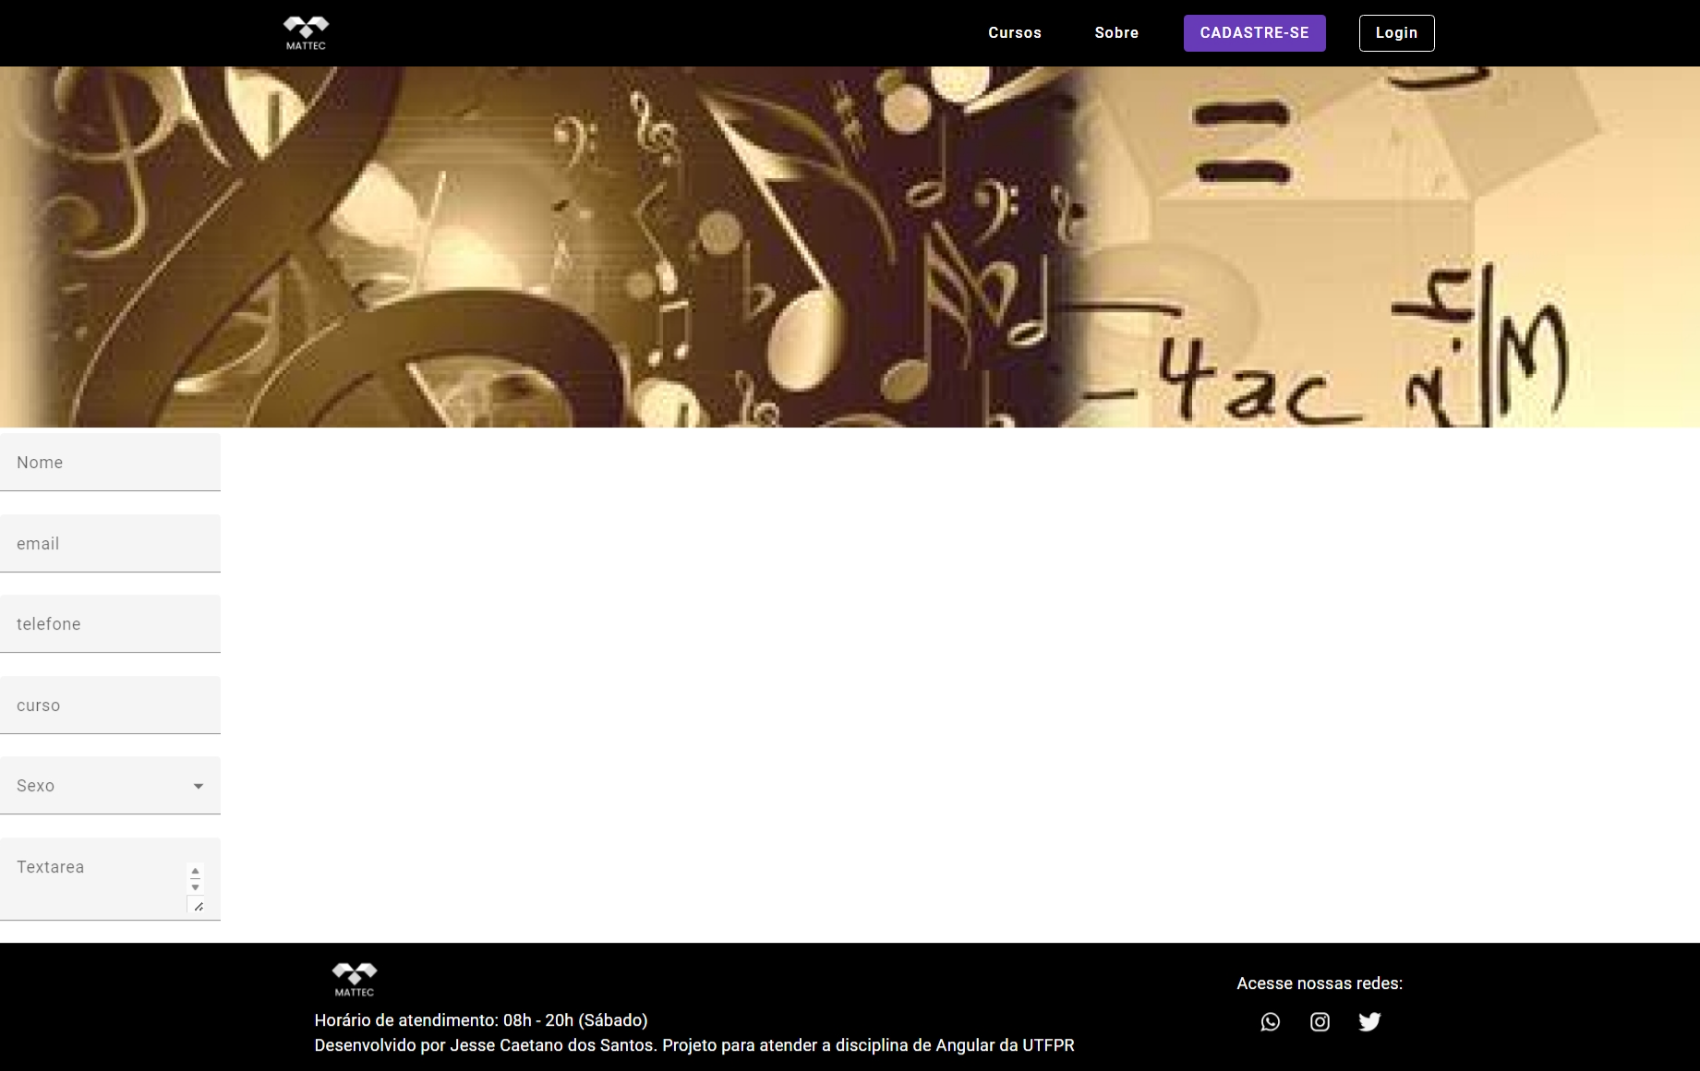 MATTEC
Cursos Sobre CADASTRE-SE Login
=
-4ac
x.h
M
Nome
email
telefone
curso
Sexo
Textarea
MATTEC
Horário de atendimento: 08h - 20h (Sábado)
Desenvolvido por Jesse Caetano dos Santos. Projeto para atender a disciplina de Angular da UTFPR
Acesse nossas redes: